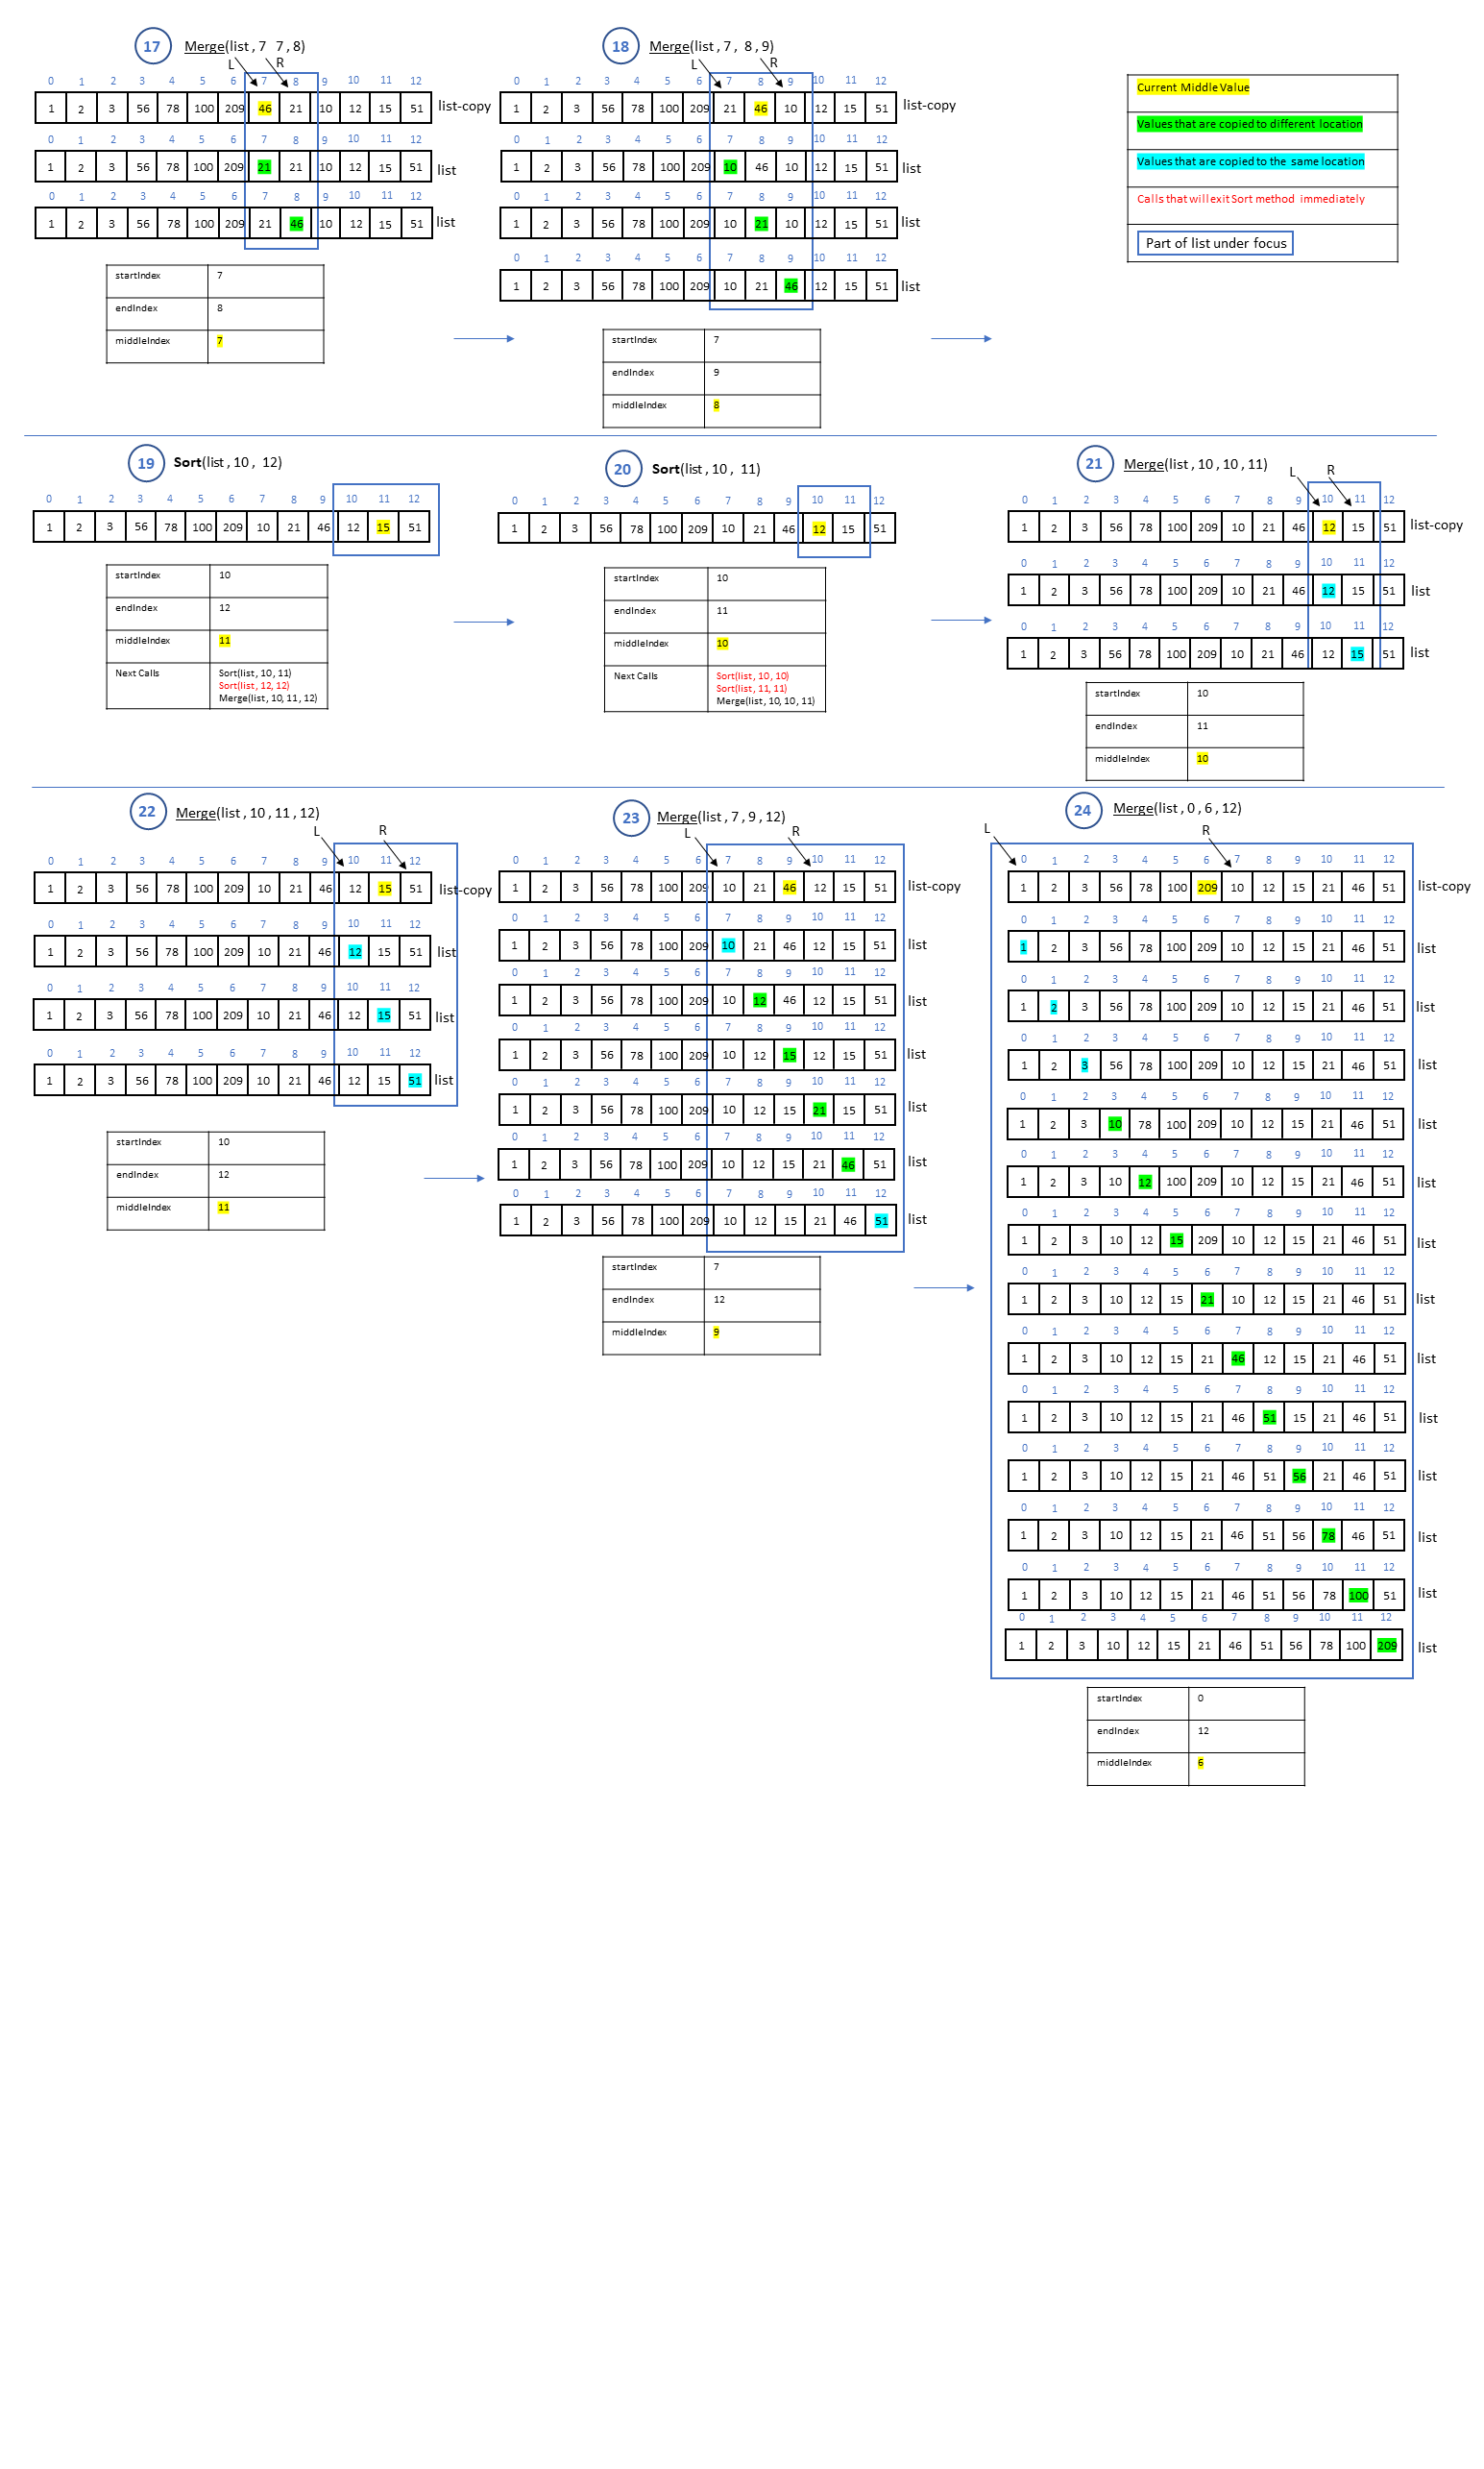 17 Merge(list , 7 7 , 8)
L R
0 1 2 3 4 5 6 7 8 9 10 11 12
1 2 3 56 78 100 209 46 21 10 12 15 51 list-copy
0 1 2 3 4 5 6 7 8 9 10 11 12
1 2 3 56 78 100 209 21 21 10 12 15 51 list
0 1 2 3 4 5 6 7 8 9 10 11 12
1 2 3 56 78 100 209 21 46 10 12 15 51 list
startIndex 7
endIndex 8
middleIndex 7
18 Merge(list , 7 , 8 , 9)
L R
0 1 2 3 4 5 6 7 8 9 10 11 12
1 2 3 56 78 100 209 21 46 10 12 15 51 list-copy
0 1 2 3 4 5 6 7 8 9 10 11 12
1 2 3 56 78 100 209 10 46 10 12 15 51 list
0 1 2 3 4 5 6 7 8 9 10 11 12
1 2 3 56 78 100 209 10 21 10 12 15 51 list
0 1 2 3 4 5 6 7 8 9 10 11 12
1 2 3 56 78 100 209 10 21 46 12 15 51 list
startIndex 7
endIndex 9
middleIndex 8
Current Middle Value
Values that are copied to different location
Values that are copied to the same location
Calls that will exit Sort method immediately
Part of list under focus
19 Sort(list , 10 , 12)
0 1 2 3 4 5 6 7 8 9 10 11 12
1 2 3 56 78 100 209 10 21 46 12 15 51
startIndex 10
endIndex 12
middleIndex 11
Next Calls Sort(list, 10, 11)
Sort(list, 12, 12)
Merge(list, 10, 11, 12)
20 Sort(list , 10 , 11)
0 1 2 3 4 5 6 7 8 9 10 11 12
1 2 3 56 78 100 209 10 21 46 12 15 51
startIndex 10
endIndex 11
middleIndex 10
Next Calls Sort(list, 10, 10)
Sort(list, 11, 11)
Merge(list, 10, 10, 11)
21 Merge(list , 10 , 10 , 11)
L R
0 1 2 3 4 5 6 7 8 9 10 11 12
1 2 3 56 78 100 209 10 21 46 12 15 51 list-copy
0 1 2 3 4 5 6 7 8 9 10 11 12
1 2 3 56 78 100 209 10 21 46 12 15 51 list
0 1 2 3 4 5 6 7 8 9 10 11 12
1 2 3 56 78 100 209 10 21 46 12 15 51 list
startIndex 10
endIndex 11
middleIndex 10
22 Merge(list , 10 , 11 , 12)
L R
0 1 2 3 4 5 6 7 8 9 10 11 12
1 2 3 56 78 100 209 10 21 46 12 15 51 list-copy
0 1 2 3 4 5 6 7 8 9 10 11 12
1 2 3 56 78 100 209 10 21 46 12 15 51 list
0 1 2 3 4 5 6 7 8 9 10 11 12
1 2 3 56 78 100 209 10 21 46 12 15 51 list
0 1 2 3 4 5 6 7 8 9 10 11 12
1 2 3 56 78 100 209 10 21 46 12 15 51 list
startIndex 10
endIndex 12
middleIndex 11
23 Merge(list , 7 , 9 , 12)
L R
0 1 2 3 4 5 6 7 8 9 10 11 12
1 2 3 56 78 100 209 10 21 46 12 15 51 list-copy
0 1 2 3 4 5 6 7 8 9 10 11 12
1 2 3 56 78 100 209 10 21 46 12 15 51 list
0 1 2 3 4 5 6 7 8 9 10 11 12
1 2 3 56 78 100 209 10 12 46 12 15 51 list
0 1 2 3 4 5 6 7 8 9 10 11 12
1 2 3 56 78 100 209 10 12 15 12 15 51 list
0 1 2 3 4 5 6 7 8 9 10 11 12
1 2 3 56 78 100 209 10 12 15 21 15 51 list
0 1 2 3 4 5 6 7 8 9 10 11 12
1 2 3 56 78 100 209 10 12 15 21 46 51 list
0 1 2 3 4 5 6 7 8 9 10 11 12
1 2 3 56 78 100 209 10 12 15 21 46 51 list
startIndex 7
endIndex 12
middleIndex 9
24 Merge(list , 0 , 6 , 12)
L R
0 1 2 3 4 5 6 7 8 9 10 11 12
1 2 3 56 78 100 209 10 12 15 21 46 51 list-copy
0 1 2 3 4 5 6 7 8 9 10 11 12
1 2 3 56 78 100 209 10 12 15 21 46 51 list
0 1 2 3 4 5 6 7 8 9 10 11 12
1 2 3 56 78 100 209 10 12 15 21 46 51 list
0 1 2 3 4 5 6 7 8 9 10 11 12
1 2 3 56 78 100 209 10 12 15 21 46 51 list
0 1 2 3 4 5 6 7 8 9 10 11 12
1 2 3 10 78 100 209 10 12 15 21 46 51 list
0 1 2 3 4 5 6 7 8 9 10 11 12
1 2 3 10 12 100 209 10 12 15 21 46 51 list
0 1 2 3 4 5 6 7 8 9 10 11 12
1 2 3 10 12 15 209 10 12 15 21 46 51 list
0 1 2 3 4 5 6 7 8 9 10 11 12
1 2 3 10 12 15 21 10 12 15 21 46 51 list
0 1 2 3 4 5 6 7 8 9 10 11 12
1 2 3 10 12 15 21 46 12 15 21 46 51 list
0 1 2 3 4 5 6 7 8 9 10 11 12
1 2 3 10 12 15 21 46 51 15 21 46 51 list
0 1 2 3 4 5 6 7 8 9 10 11 12
1 2 3 10 12 15 21 46 51 56 21 46 51 list
0 1 2 3 4 5 6 7 8 9 10 11 12
1 2 3 10 12 15 21 46 51 56 78 46 51 list
0 1 2 3 4 5 6 7 8 9 10 11 12
1 2 3 10 12 15 21 46 51 56 78 100 51 list
0 1 2 3 4 5 6 7 8 9 10 11 12
1 2 3 10 12 15 21 46 51 56 78 100 209 list
startIndex 0
endIndex 12
middleIndex 6